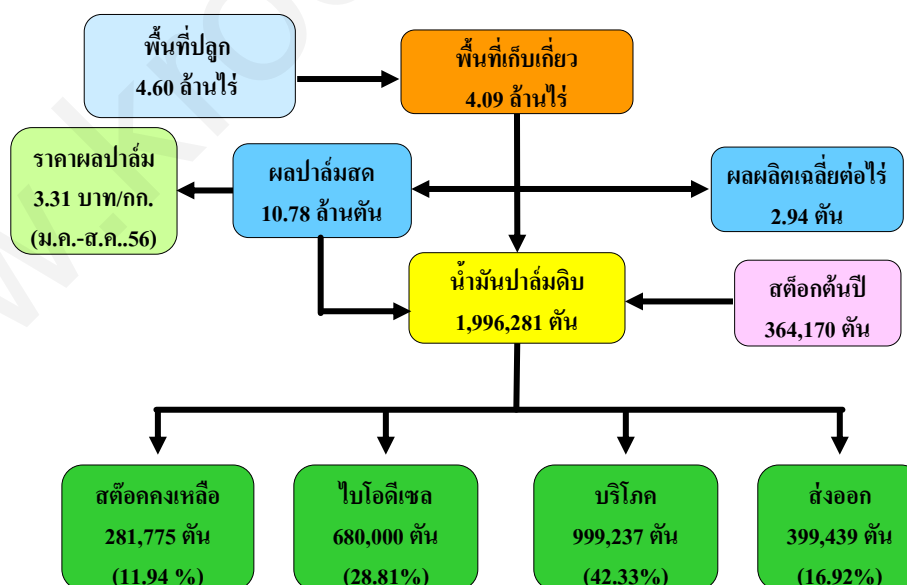 พื้นที่ปลูก
4.60 ล้านไร่
พื้นที่เก็บเกี่ยว
4.09 ล้านไร่
ราคาผลปาล์ม
3.31 บาท/กก.
(ม.ค.-ส.ค..56)
ผลปาล์มสด
10.78 ล้านตัน
ผลผลิตเฉลี่ยต่อไร่
2.94 ตัน
น้ำมันปาล์มดิบ
1,996,281 ตัน
สต็อกต้นปี
364,170 ตัน
สต๊อคคงเหลือ
281,775 ตัน
(11.94 %)
ไบโอดีเซล
680,000 ตัน
(28.81%)
บริโภค
999,237 ตัน
(42.33%)
ส่งออก
399,439 ตัน
(16.92%)